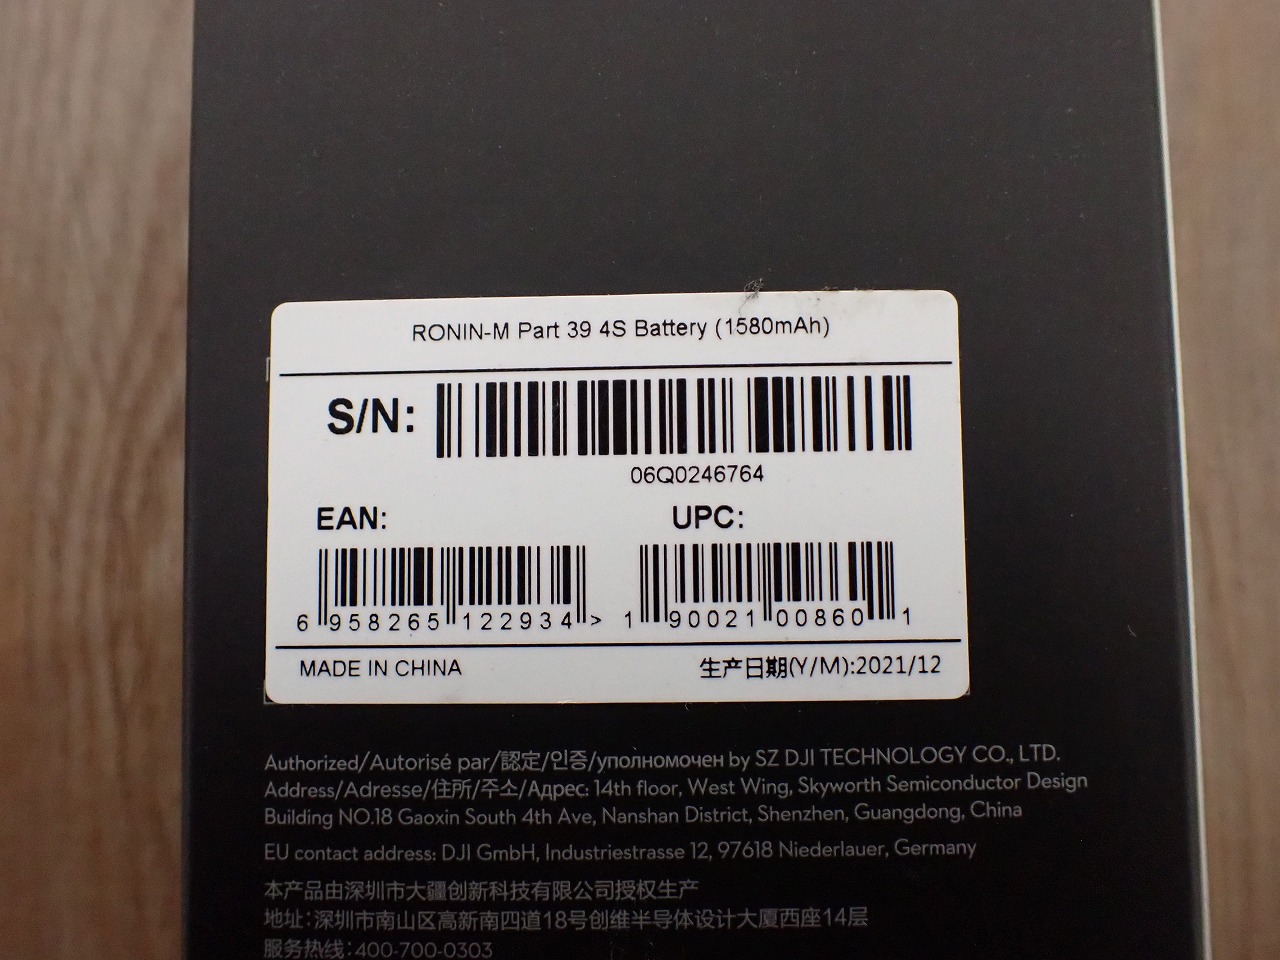 RONIN-M Part 39 4S Battery (1580mAh)
S/N:
06Q0246764
EAN: UPC:
6 958265 122934 > 1 90021 00860 1
MADE IN CHINA 生产日期(Y/M):2021/12
Authorized/Autorisé par/認定/인증/уполномочен by SZ DJI TECHNOLOGY CO., LTD.
Address/Adresse/住所/주소/Адрес: 14th floor, West Wing, Skyworth Semiconductor Design
Building NO.18 Gaoxin South 4th Ave, Nanshan District, Shenzhen, Guangdong, China
EU contact address: DJI GmbH, Industriestrasse 12, 97618 Niederlauer, Germany
本产品由深圳市大疆创新科技有限公司授权生产
地址: 深圳市南山区高新南四道18号创维半导体设计大厦西座14层
服务热线: 400-700-0303